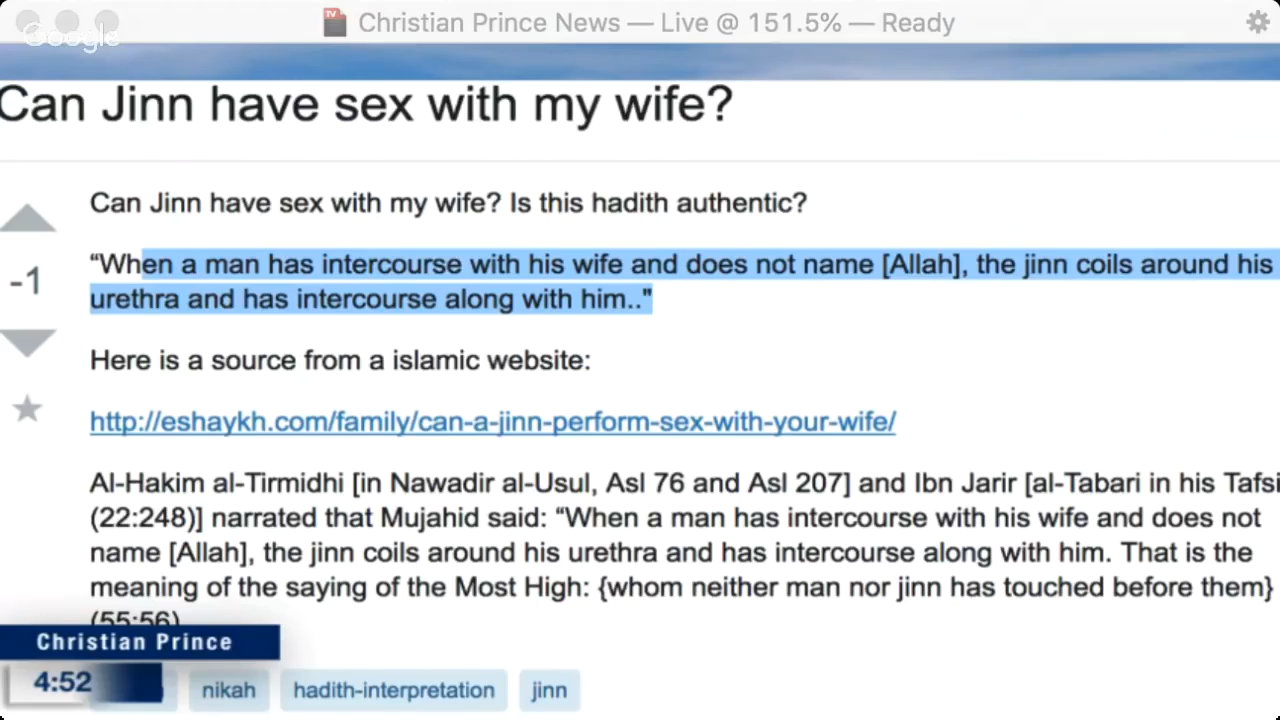 Christian Prince News — Live @ 151.5% — Ready
Google
Can Jinn have sex with my wife?
Can Jinn have sex with my wife? Is this hadith authentic?
-1
“When a man has intercourse with his wife and does not name [Allah], the jinn coils around his
urethra and has intercourse along with him.."
Here is a source from a islamic website:
http://eshaykh.com/family/can-a-jinn-perform-sex-with-your-wife/
Al-Hakim al-Tirmidhi [in Nawadir al-Usul, Asl 76 and Asl 207] and Ibn Jarir [al-Tabari in his Tafsi
(22:248)] narrated that Mujahid said: “When a man has intercourse with his wife and does not
name [Allah], the jinn coils around his urethra and has intercourse along with him. That is the
meaning of the saying of the Most High: {whom neither man nor jinn has touched before them}
(55:56)
Christian Prince
4:52
nikah hadith-interpretation jinn